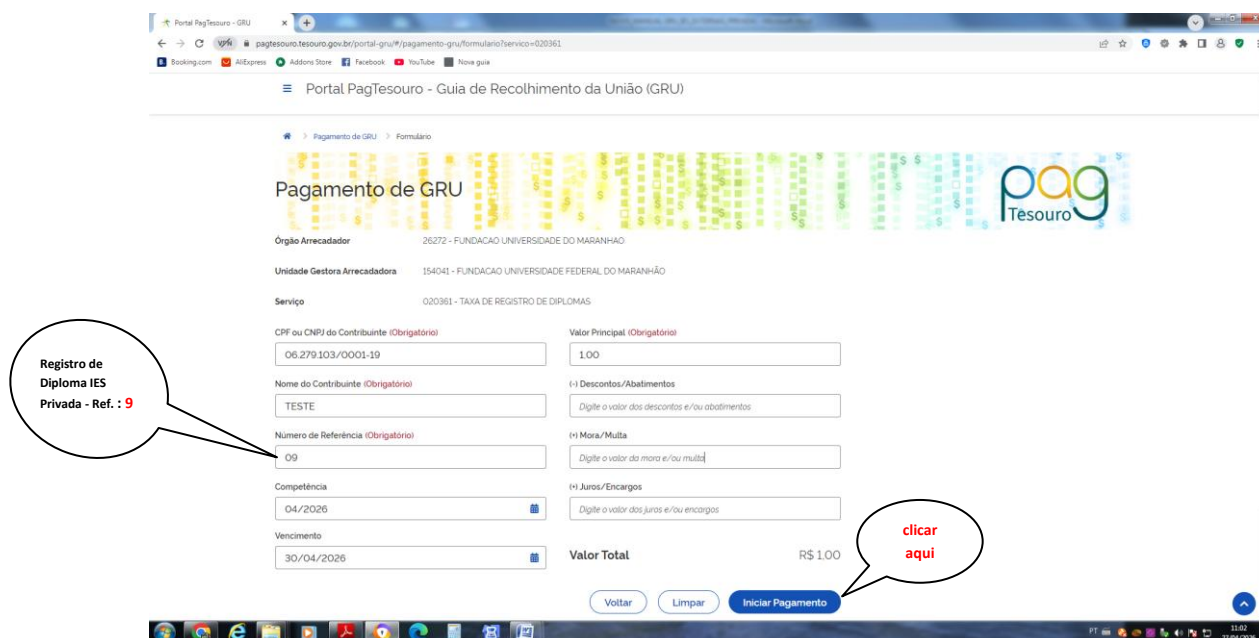 Portal PagTesouro - GRU
VPN
pagtesouro.tesouro.gov.br/portal-gru/#/pagamento-gru/formulario?servico=020361
Booking.com AliExpress Addons Store Facebook YouTube Nova guia
Portal PagTesouro - Guia de Recolhimento da União (GRU)
Pagamento de GRU > Formulário
Pagamento de GRU
pag
Tesouro
Órgão Arrecadador 26272 - FUNDACAO UNIVERSIDADE DO MARANHAO
Unidade Gestora Arrecadadora 154041 - FUNDACAO UNIVERSIDADE FEDERAL DO MARANHÃO
Serviço 020361 - TAXA DE REGISTRO DE DIPLOMAS
CPF ou CNPJ do Contribuinte (Obrigatório) Valor Principal (Obrigatório)
06.279.103/0001-19 1,00
Nome do Contribuinte (Obrigatório) (-) Descontos/Abatimentos
TESTE Digite o valor dos descontos e/ou abatimentos
Número de Referência (Obrigatório) (+) Mora/Multa
09 Digite o valor da mora e/ou multa
Competência (+) Juros/Encargos
04/2026 Digite o valor dos juros e/ou encargos
Vencimento
30/04/2026 Valor Total R$ 1,00
Voltar Limpar Iniciar Pagamento
Registro de
Diploma IES
Privada - Ref. : 9
clicar
aqui
PT 11:02